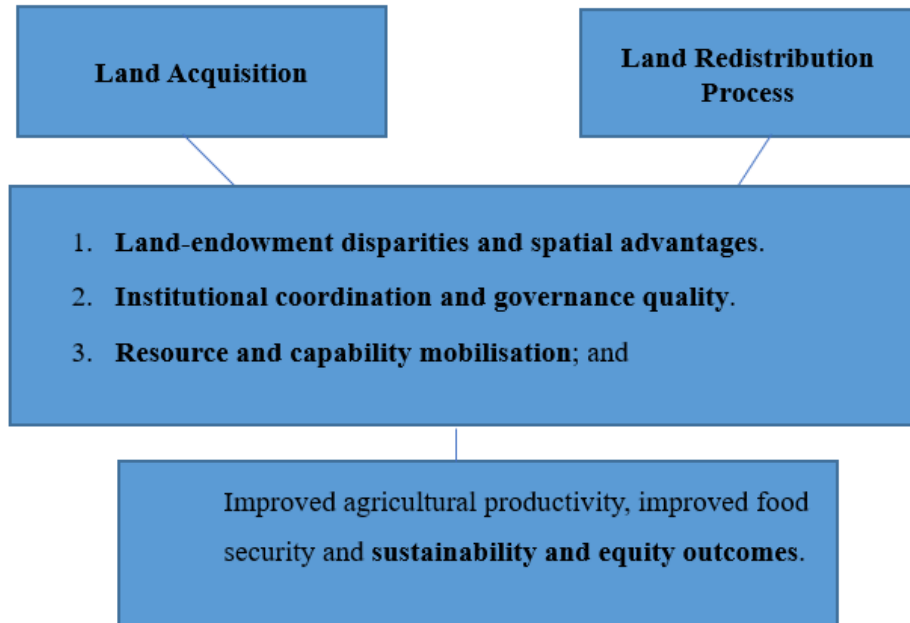 Land Acquisition
Land Redistribution
Process
1. Land-endowment disparities and spatial advantages.
2. Institutional coordination and governance quality.
3. Resource and capability mobilisation; and
Improved agricultural productivity, improved food
security and sustainability and equity outcomes.